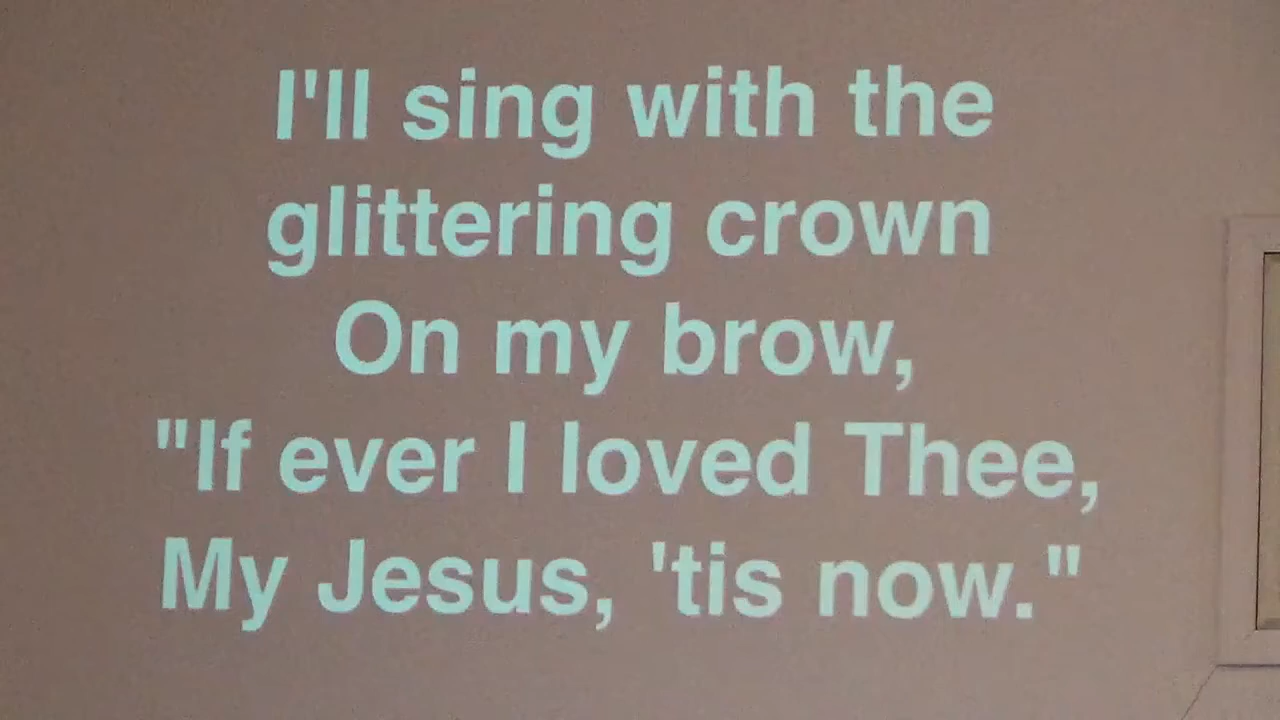 I'll sing with the
glittering crown
On my brow,
"If ever I loved Thee,
My Jesus, 'tis now."